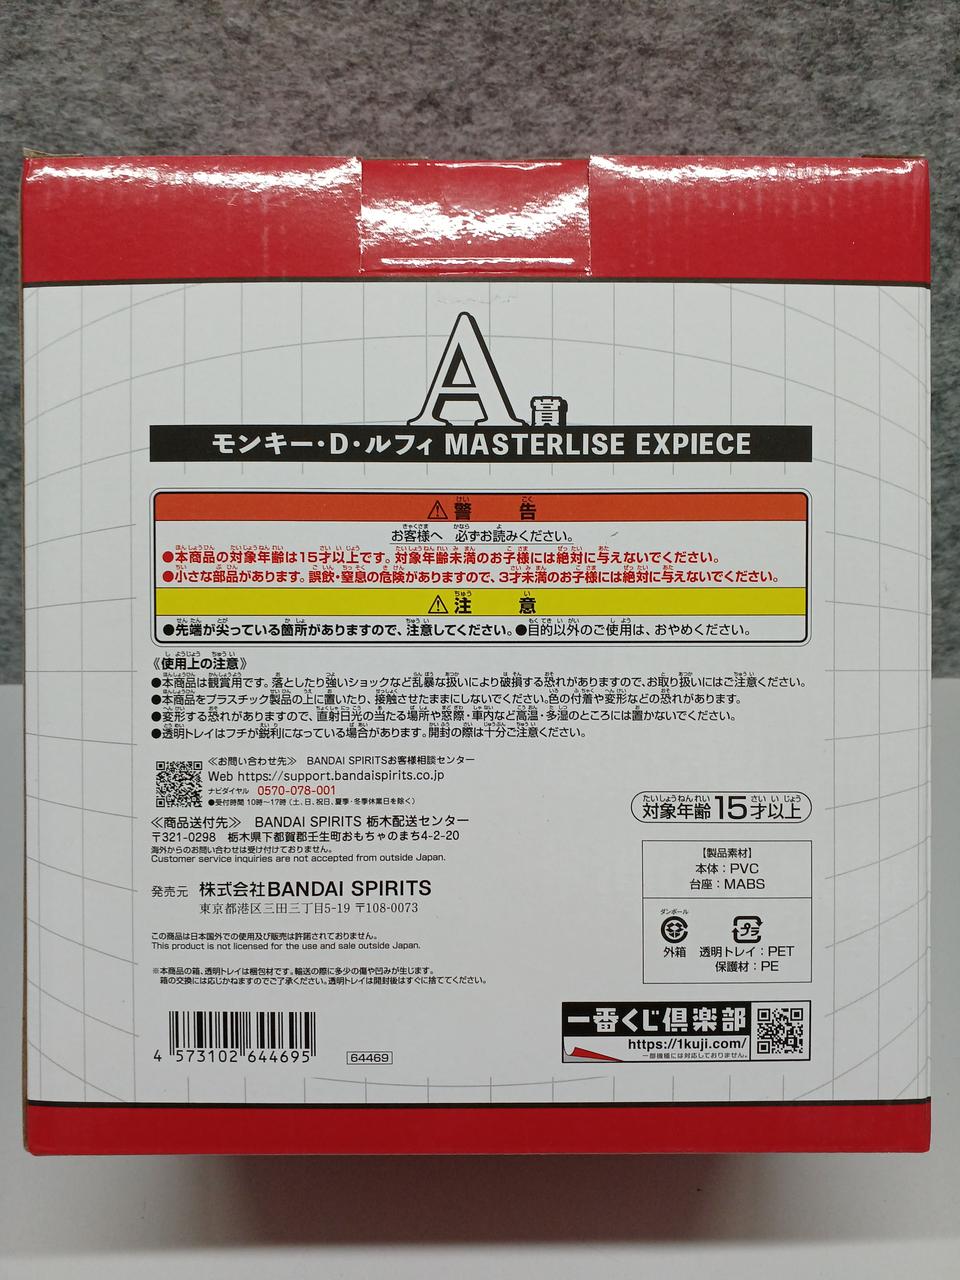 A賞
モンキー・D・ルフィ MASTERLISE EXPIECE
⚠警告
お客様へ 必ずお読みください。
●本商品の対象年齢は15才以上です。対象年齢未満のお子様には絶対に与えないでください。
●小さな部品があります。誤飲・窒息の危険がありますので、3才未満のお子様には絶対に与えないでください。
⚠注意
●先端が尖っている箇所がありますので、注意してください。●目的以外のご使用は、おやめください。
《使用上の注意》
●本商品は観賞用です。落としたり強いショックなど乱暴な扱いにより破損する恐れがありますので、お取り扱いにはご注意ください。
●本商品をプラスチック製品の上に置いたり、接触させたままにしないでください。色の付着や変形などの恐れがあります。
●変形する恐れがありますので、直射日光の当たる場所や窓際・車内など高温・多湿のところには置かないでください。
●透明トレイはフチが鋭利になっている場合があります。開封の際は十分ご注意ください。
≪お問い合わせ先≫ BANDAI SPIRITSお客様相談センター
Web https://support.bandaispirits.co.jp
ナビダイヤル 0570-078-001
●受付時間 10時〜17時(土、日、祝日、夏季・冬季休業日を除く)
≪商品送付先≫ BANDAI SPIRITS 栃木配送センター
〒321-0298 栃木県下都賀郡壬生町おもちゃのまち4-2-20
海外からのお問い合わせは受け付けておりません。
Customer service inquiries are not accepted from outside Japan.
発売元 株式会社BANDAI SPIRITS
東京都港区三田三丁目5-19 〒108-0073
この商品は日本国外での使用及び販売は許諾されておりません。
This product is not licensed for the use and sale outside Japan.
※本商品の箱、透明トレイは梱包材です。輸送の際に多少の傷や凹みが生じます。
箱の交換には応じかねますのでご了承ください。透明トレイは開封後はすぐに捨ててください。
4 573102 644695
64469
対象年齢15才以上
【製品素材】
本体：PVC
台座：MABS
ダンボール
外箱
プラ
透明トレイ：PET
保護材：PE
一番くじ倶楽部
https://1kuji.com/
一部機種には対応しておりません。